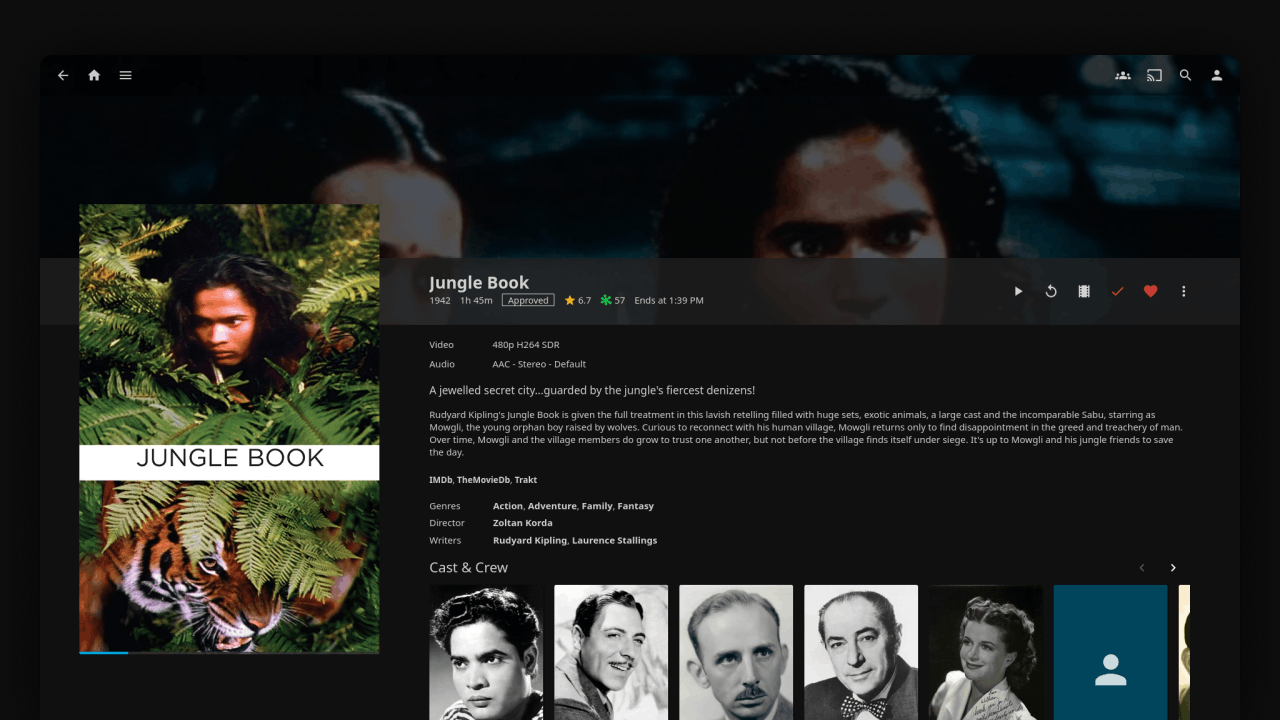 Jungle Book
1942 1h 45m Approved 6.7 57 Ends at 1:39 PM
Video 480p H264 SDR
Audio AAC - Stereo - Default
A jewelled secret city...guarded by the jungle's fiercest denizens!
Rudyard Kipling's Jungle Book is given the full treatment in this lavish retelling filled with huge sets, exotic animals, a large cast and the incomparable Sabu, starring as
Mowgli, the young orphan boy raised by wolves. Curious to reconnect with his human village, Mowgli returns only to find disappointment in the greed and treachery of man.
Over time, Mowgli and the village members do grow to trust one another, but not before the village finds itself under siege. It's up to Mowgli and his jungle friends to save
the day.
JUNGLE BOOK
IMDb, TheMovieDb, Trakt
Genres Action, Adventure, Family, Fantasy
Director Zoltan Korda
Writers Rudyard Kipling, Laurence Stallings
Cast & Crew